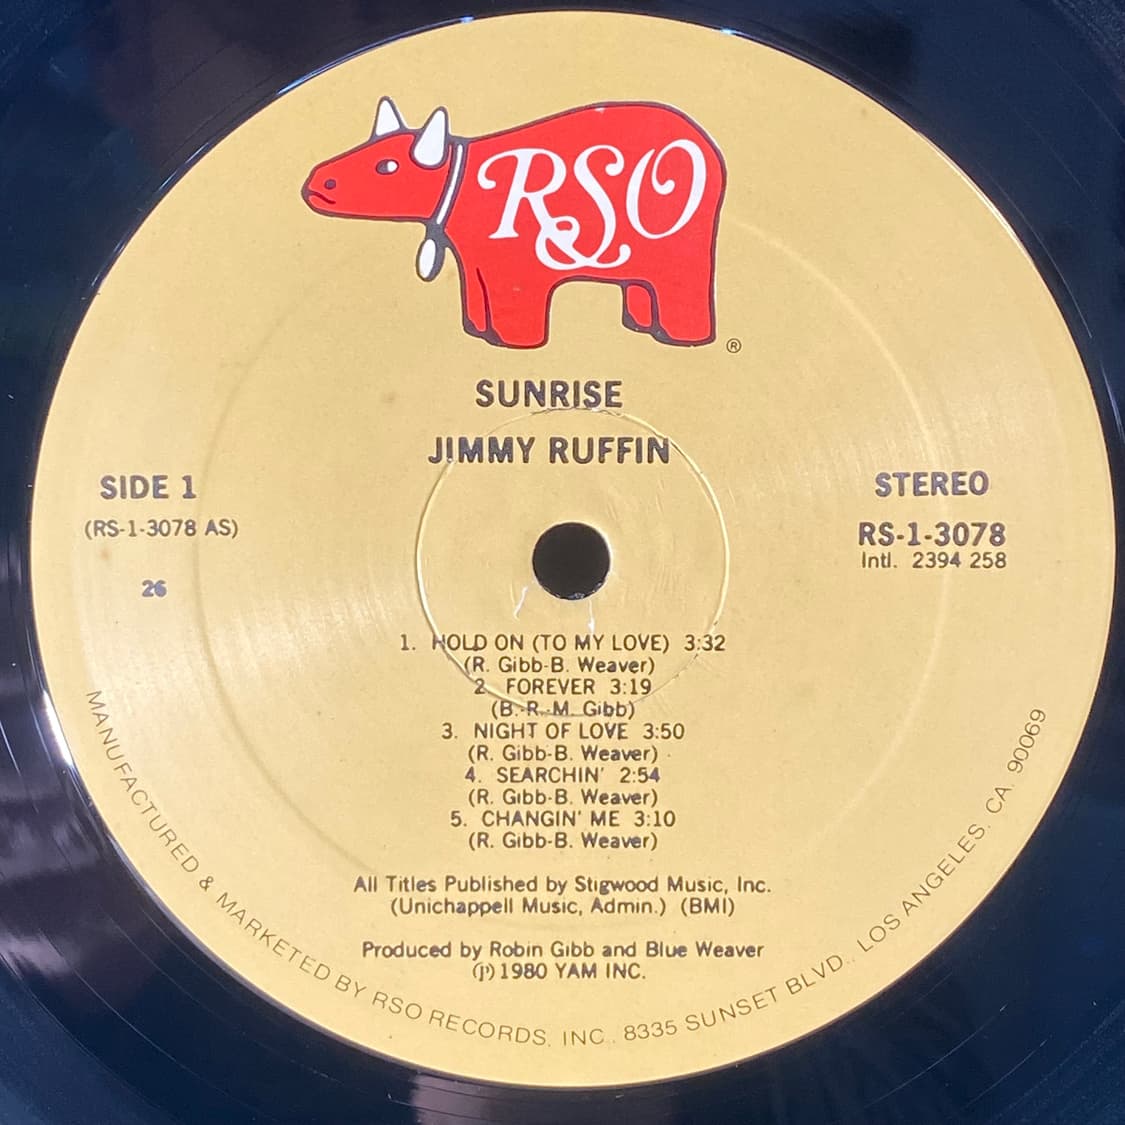 RSO
®
SUNRISE
JIMMY RUFFIN
SIDE 1
(RS-1-3078 AS)
26
STEREO
RS-1-3078
Intl. 2394 258
1. HOLD ON (TO MY LOVE) 3:32
(R. Gibb-B. Weaver)
2. FOREVER 3:19
(B.-R.-M. Gibb)
3. NIGHT OF LOVE 3:50
(R. Gibb-B. Weaver)
4. SEARCHIN' 2:54
(R. Gibb-B. Weaver)
5. CHANGIN' ME 3:10
(R. Gibb-B. Weaver)
All Titles Published by Stigwood Music, Inc.
(Unichappell Music, Admin.) (BMI)
Produced by Robin Gibb and Blue Weaver
℗ 1980 YAM INC.
MANUFACTURED & MARKETED BY RSO RECORDS, INC. 8335 SUNSET BLVD., LOS ANGELES, CA. 90069